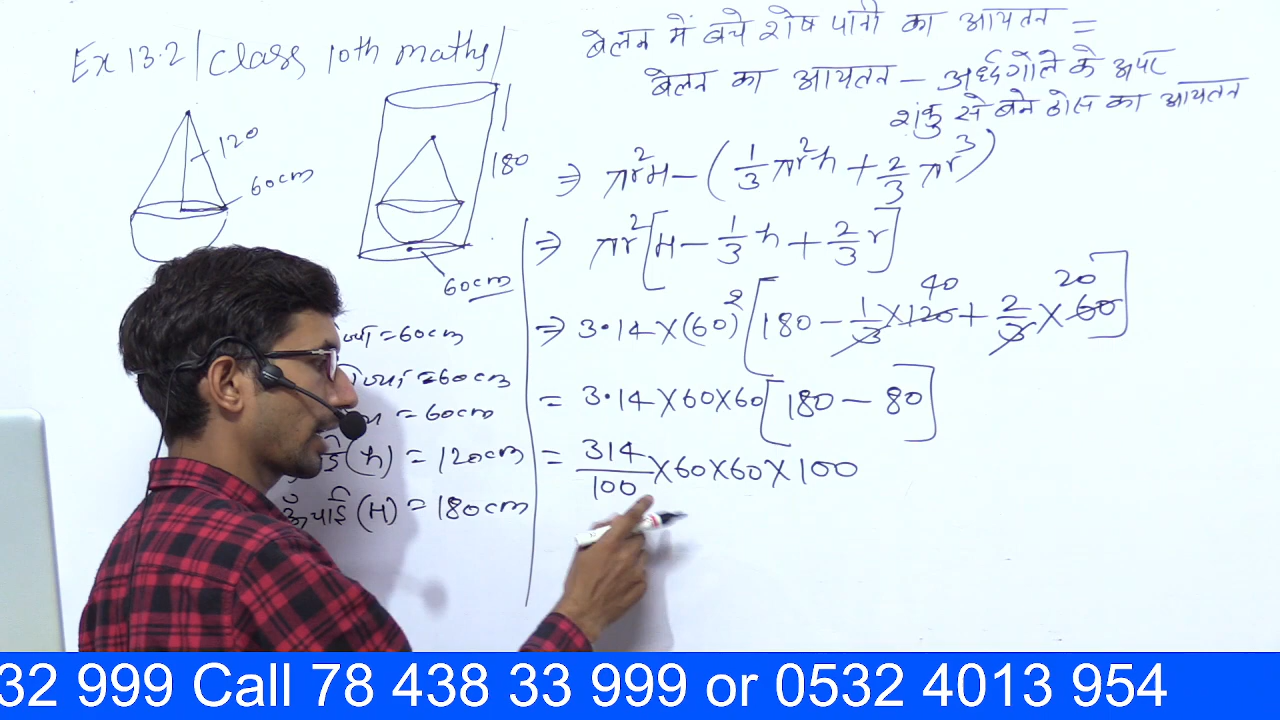 Ex 13.2/class 10th maths/
बेलन में बचे शेष पानी का आयतन =
बेलन का आयतन - अर्धगोले के ऊपर
शंकु से बने ठोस का आयतन
120
60cm
180
60cm
= 60cm
= 60cm
= 60cm
(h) = 120cm
ऊँचाई (H) = 180cm
⇒ πr²H - (1/3 πr²h + 2/3 πr³)
⇒ πr² [H - 1/3 h + 2/3 r]
⇒ 3.14 × (60)² [180 - 1/3 × 120 40 + 2/3 × 60 20]
= 3.14 × 60 × 60 [180 - 80]
= 314/100 × 60 × 60 × 100
32 999 Call 78 438 33 999 or 0532 4013 954